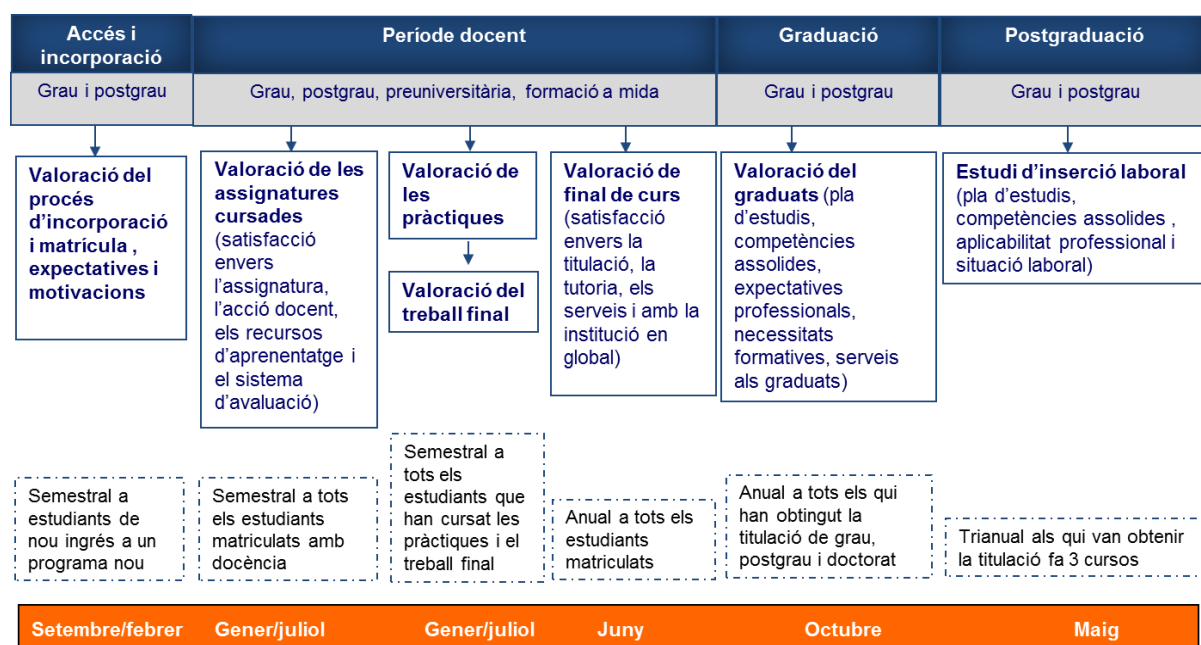 Accés i
incorporació
Període docent
Graduació
Postgraduació
Grau i postgrau
Grau, postgrau, preuniversitària, formació a mida
Grau i postgrau
Grau i postgrau
Valoració del
procés
d’incorporació
i matrícula ,
expectatives i
motivacions
Valoració de les
assignatures
cursades
(satisfacció
envers
l’assignatura,
l’acció docent,
els recursos
d’aprenentatge i
el sistema
d’avaluació)
Valoració de
les
pràctiques
Valoració del
treball final
Valoració de
final de curs
(satisfacció
envers la
titulació, la
tutoria, els
serveis i amb la
institució en
global)
Valoració del
graduats (pla
d’estudis,
competències
assolides,
expectatives
professionals,
necessitats
formatives, serveis
als graduats)
Estudi d’inserció laboral
(pla d’estudis,
competències assolides ,
aplicabilitat professional i
situació laboral)
Semestral a
estudiants de
nou ingrés a un
programa nou
Semestral a tots
els estudiants
matriculats amb
docència
Semestral a
tots els
estudiants que
han cursat les
pràctiques i el
treball final
Anual a tots els
estudiants
matriculats
Anual a tots els qui
han obtingut la
titulació de grau,
postgrau i doctorat
Trianual als qui van obtenir
la titulació fa 3 cursos
Setembre/febrer
Gener/juliol
Gener/juliol
Juny
Octubre
Maig